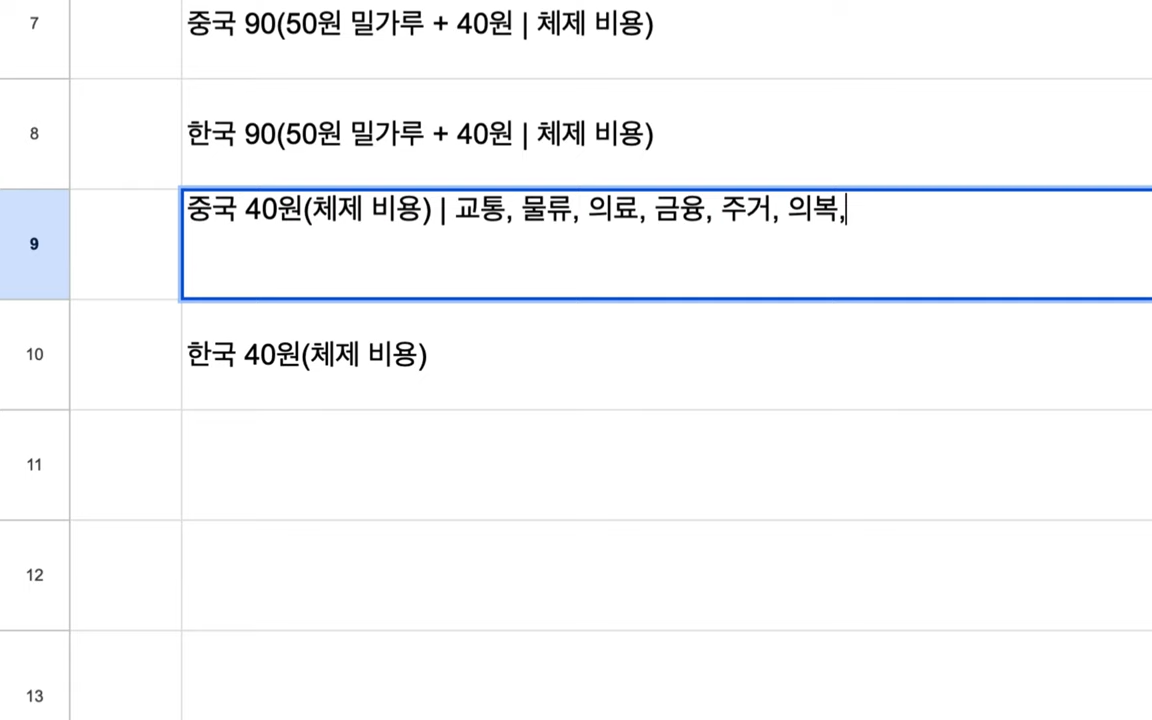 7
중국 90(50원 밀가루 + 40원 | 체제 비용)
8
한국 90(50원 밀가루 + 40원 | 체제 비용)
9
중국 40원(체제 비용) | 교통, 물류, 의료, 금융, 주거, 의복,
10
한국 40원(체제 비용)
11
12
13